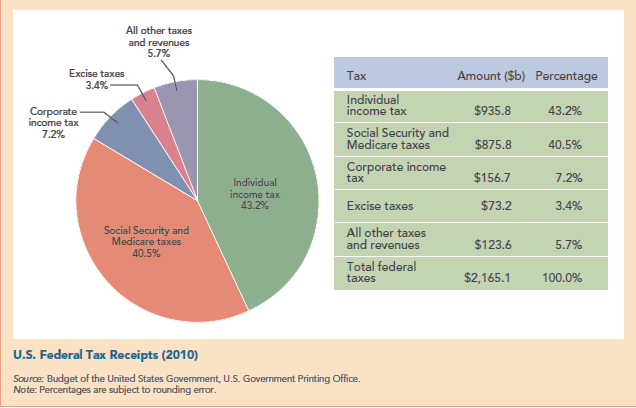 All other taxes
and revenues
5.7%
Excise taxes
3.4%
Corporate
income tax
7.2%
Individual
income tax
43.2%
Social Security and
Medicare taxes
40.5%
Tax Amount ($b) Percentage
Individual
income tax $935.8 43.2%
Social Security and
Medicare taxes $875.8 40.5%
Corporate income
tax $156.7 7.2%
Excise taxes $73.2 3.4%
All other taxes
and revenues $123.6 5.7%
Total federal
taxes $2,165.1 100.0%
U.S. Federal Tax Receipts (2010)
Source: Budget of the United States Government, U.S. Government Printing Office.
Note: Percentages are subject to rounding error.